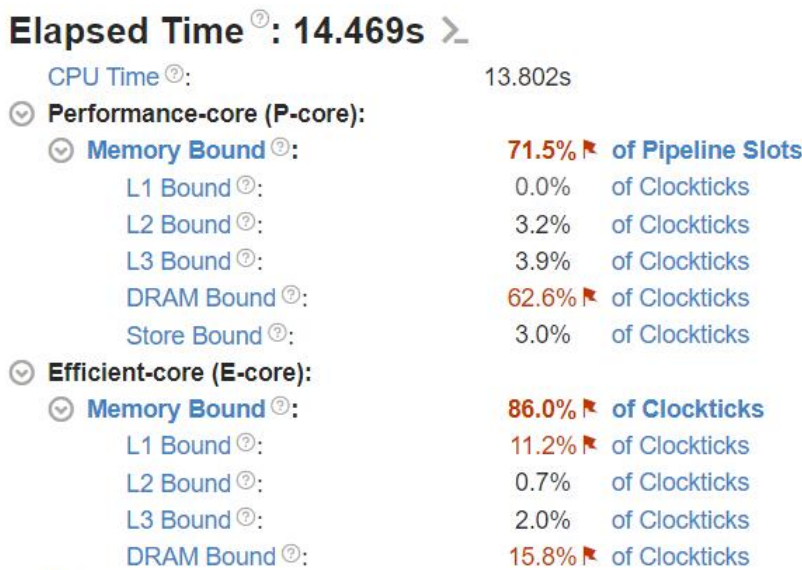 Elapsed Time ?: 14.469s
CPU Time ?: 13.802s
Performance-core (P-core):
Memory Bound ?: 71.5% of Pipeline Slots
L1 Bound ?: 0.0% of Clockticks
L2 Bound ?: 3.2% of Clockticks
L3 Bound ?: 3.9% of Clockticks
DRAM Bound ?: 62.6% of Clockticks
Store Bound ?: 3.0% of Clockticks
Efficient-core (E-core):
Memory Bound ?: 86.0% of Clockticks
L1 Bound ?: 11.2% of Clockticks
L2 Bound ?: 0.7% of Clockticks
L3 Bound ?: 2.0% of Clockticks
DRAM Bound ?: 15.8% of Clockticks